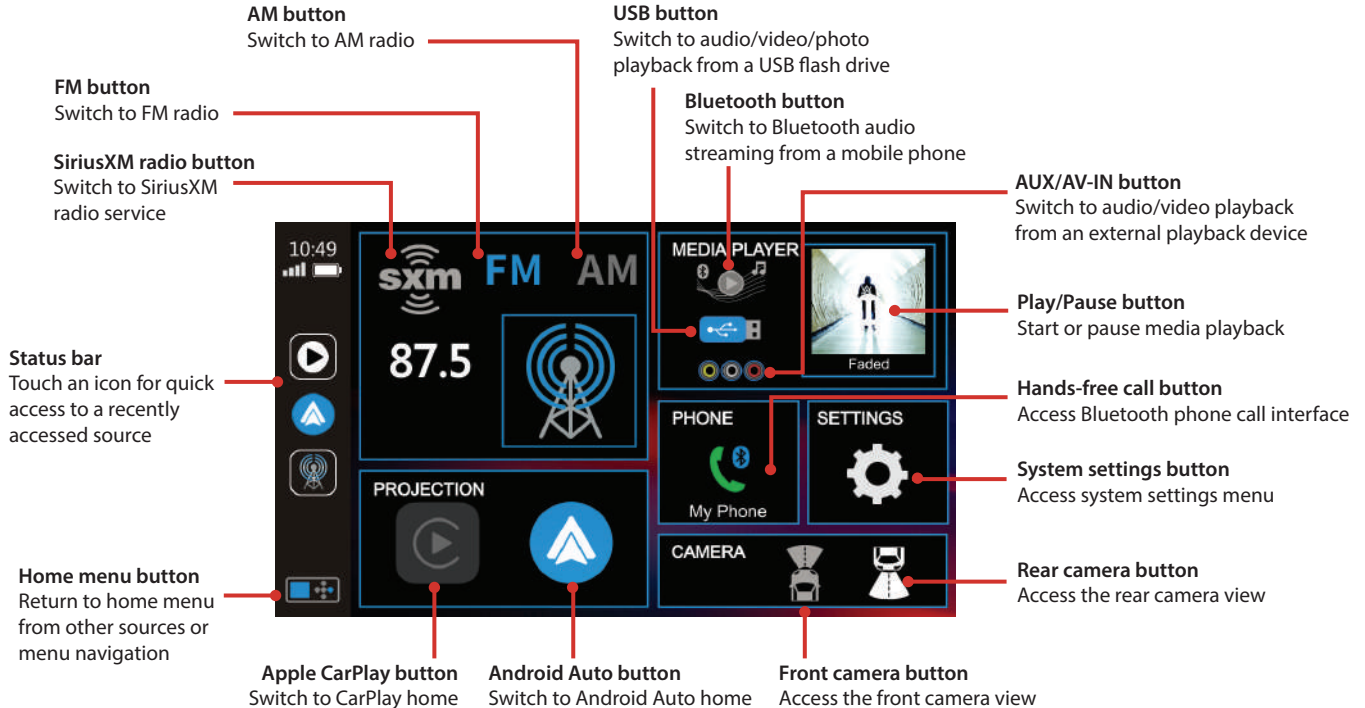 AM button
Switch to AM radio
USB button
Switch to audio/video/photo
playback from a USB flash drive
FM button
Switch to FM radio
Bluetooth button
Switch to Bluetooth audio
streaming from a mobile phone
SiriusXM radio button
Switch to SiriusXM
radio service
AUX/AV-IN button
Switch to audio/video playback
from an external playback device
Play/Pause button
Start or pause media playback
Status bar
Touch an icon for quick
access to a recently
accessed source
Hands-free call button
Access Bluetooth phone call interface
System settings button
Access system settings menu
Home menu button
Return to home menu
from other sources or
menu navigation
Rear camera button
Access the rear camera view
Apple CarPlay button
Switch to CarPlay home
Android Auto button
Switch to Android Auto home
Front camera button
Access the front camera view
10:49
sxm FM AM
87.5
MEDIA PLAYER
Faded
PHONE
My Phone
SETTINGS
PROJECTION
CAMERA